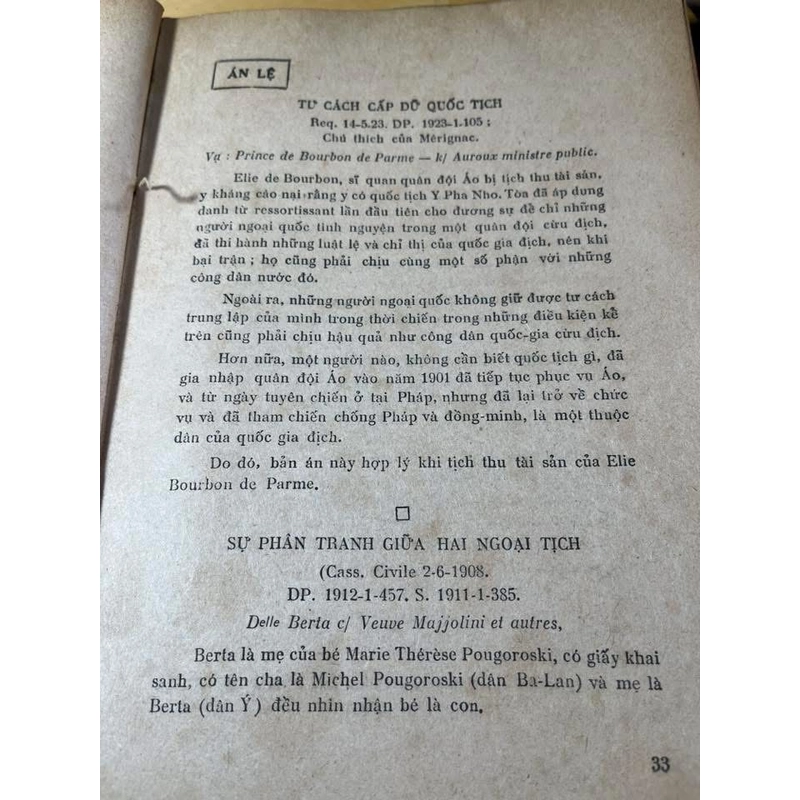 ÁN LỆ
TƯ CÁCH CẤP DỮ QUỐC TỊCH
Req. 14-5.23. DP. 1923-1.105 ;
Chú thích của Mérignac.
Vụ : Prince de Bourbon de Parme — k/ Auroux ministre public.
Elie de Bourbon, sĩ quan quân đội Áo bị tịch thu tài sản,
y kháng cáo nại rằng y có quốc tịch Y Pha Nho. Tòa đã áp dụng
danh từ ressortissant lần đầu tiên cho đương sự để chỉ những
người ngoại quốc tình nguyện trong một quân đội cừu địch,
đã thi hành những luật lệ và chỉ thị của quốc gia địch, nên khi
bại trận ; họ cũng phải chịu cùng một số phận với những
công dân nước đó.
Ngoài ra, những người ngoại quốc không giữ được tư cách
trung lập của mình trong thời chiến trong những điều kiện kể
trên cũng phải chịu hậu quả như công dân quốc-gia cừu địch.
Hơn nữa, một người nào, không cần biết quốc tịch gì, đã
gia nhập quân đội Áo vào năm 1901 đã tiếp tục phục vụ Áo,
và từ ngày tuyên chiến ở tại Pháp, nhưng đã lại trở về chức
vụ và đã tham chiến chống Pháp và đồng-minh, là một thuộc
dân của quốc gia địch.
Do đó, bản án này hợp lý khi tịch thu tài sản của Elie
Bourbon de Parme.
SỰ PHÂN TRANH GIỮA HAI NGOẠI TỊCH
(Cass. Civile 2-6-1908.
DP. 1912-1-457. S. 1911-1-385.
Delle Berta c/ Veuve Majjolini et autres,
Berta là mẹ của bé Marie Thérèse Pougoroski, có giấy khai
sanh, có tên cha là Michel Pougoroski (dân Ba-Lan) và mẹ là
Berta (dân Ý) đều nhìn nhận bé là con.
33